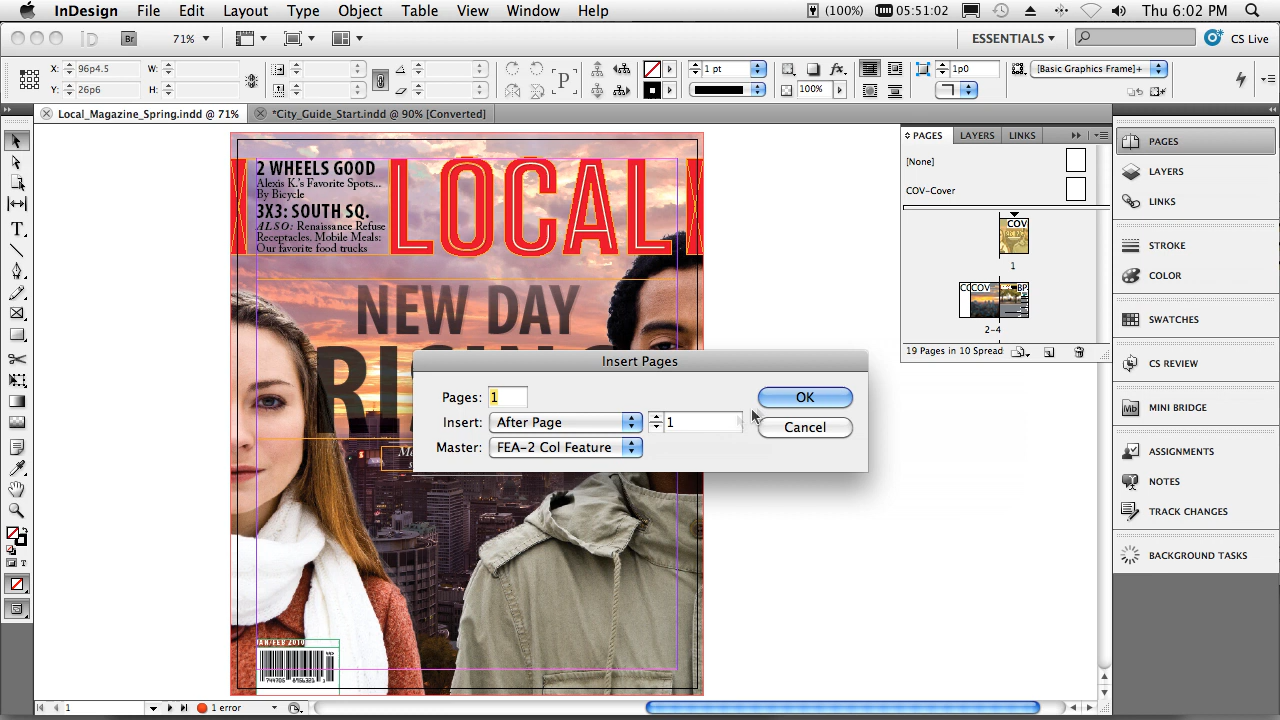 InDesign File Edit Layout Type Object Table View Window Help (100%) 05:51:02 Thu 6:02 PM
ID Br 71% ESSENTIALS CS Live
X: 96p4.5 W: 1 pt fx 1p0 [Basic Graphics Frame]+
Y: 26p6 H: P 100%
Local_Magazine_Spring.indd @ 71% *City_Guide_Start.indd @ 90% [Converted]
2 WHEELS GOOD
Alexis K.'s Favorite Spots...
By Bicycle
3X3: SOUTH SQ.
ALSO: Renaissance Refuse
Receptacles, Mobile Meals:
Our favorite food trucks
LOCAL
NEW DAY
RISING
JAN/FEB 2010
Insert Pages
Pages: 1 OK
Insert: After Page 1 Cancel
Master: FEA-2 Col Feature
PAGES LAYERS LINKS
[None]
COV-Cover
COV
1
COV BP
2-4
19 Pages in 10 Spread
PAGES
LAYERS
LINKS
STROKE
COLOR
SWATCHES
CS REVIEW
Mb MINI BRIDGE
ASSIGNMENTS
NOTES
TRACK CHANGES
BACKGROUND TASKS
1 1 error